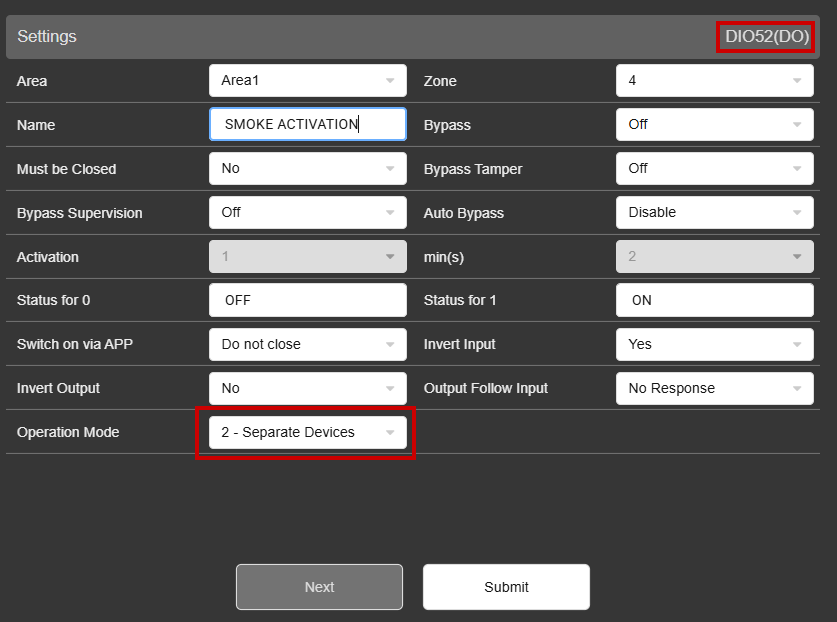 Settings DIO52(DO)
Area Area1 Zone 4
Name SMOKE ACTIVATION Bypass Off
Must be Closed No Bypass Tamper Off
Bypass Supervision Off Auto Bypass Disable
Activation 1 min(s) 2
Status for 0 OFF Status for 1 ON
Switch on via APP Do not close Invert Input Yes
Invert Output No Output Follow Input No Response
Operation Mode 2 - Separate Devices
Next Submit